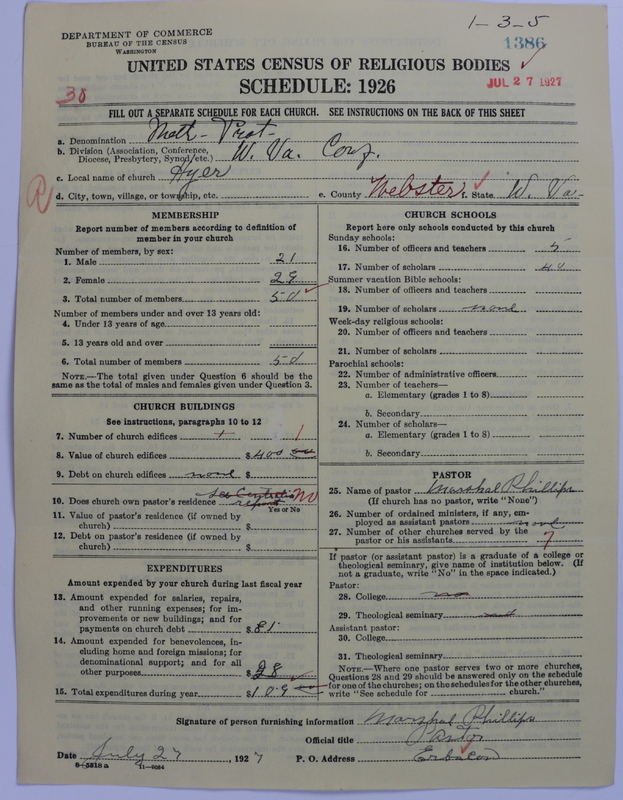 1-3-5
DEPARTMENT OF COMMERCE
BUREAU OF THE CENSUS
WASHINGTON
1386
UNITED STATES CENSUS OF RELIGIOUS BODIES
JUL 27 1927
SCHEDULE: 1926
30
FILL OUT A SEPARATE SCHEDULE FOR EACH CHURCH. SEE INSTRUCTIONS ON THE BACK OF THIS SHEET
a. Denomination Meth- Prot-
b. Division (Association, Conference, Diocese, Presbytery, Synod, etc.) W. Va. Conf.
c. Local name of church Hyer
R
d. City, town, village, or township, etc. e. County Webster f. State W. Va
MEMBERSHIP
Report number of members according to definition of
member in your church
Number of members, by sex:
1. Male 21
2. Female 29
3. Total number of members 50
Number of members under and over 13 years old:
4. Under 13 years of age
5. 13 years old and over
6. Total number of members 50
NOTE.—The total given under Question 6 should be the
same as the total of males and females given under Question 3.
CHURCH BUILDINGS
See instructions, paragraphs 10 to 12
7. Number of church edifices 1
8. Value of church edifices $400 00
9. Debt on church edifices none $
10. Does church own pastor's residence See Centralia report No
Yes or No
11. Value of pastor's residence (if owned by
church) $
12. Debt on pastor's residence (if owned by
church) $
EXPENDITURES
Amount expended by your church during last fiscal year
13. Amount expended for salaries, repairs,
and other running expenses; for im-
provements or new buildings; and for
payments on church debt $81
14. Amount expended for benevolences, in-
cluding home and foreign missions; for
denominational support; and for all
other purposes $28
15. Total expenditures during year $109
CHURCH SCHOOLS
Report here only schools conducted by this church
Sunday schools:
16. Number of officers and teachers 5
17. Number of scholars 44
Summer vacation Bible schools:
18. Number of officers and teachers
19. Number of scholars none
Week-day religious schools:
20. Number of officers and teachers
21. Number of scholars
Parochial schools:
22. Number of administrative officers
23. Number of teachers—
a. Elementary (grades 1 to 8)
b. Secondary
24. Number of scholars—
a. Elementary (grades 1 to 8)
b. Secondary
PASTOR
25. Name of pastor Marshal Phillips
(If church has no pastor, write "None")
26. Number of ordained ministers, if any, em-
ployed as assistant pastors none
27. Number of other churches served by the
pastor or his assistants 7
If pastor (or assistant pastor) is a graduate of a college or
theological seminary, give name of institution below. (If
not a graduate, write "No" in the space indicated.)
Pastor:
28. College no
29. Theological seminary no
Assistant pastor:
30. College
31. Theological seminary
NOTE.—Where one pastor serves two or more churches,
Questions 28 and 29 should be answered only on the schedule
for one of the churches; on the schedules for the other churches,
write "See schedule for church."
Signature of person furnishing information Marshal Phillips
Official title Pastor
Date July 27, 1927 P. O. Address Erbacon
8-5318 a 11-9064